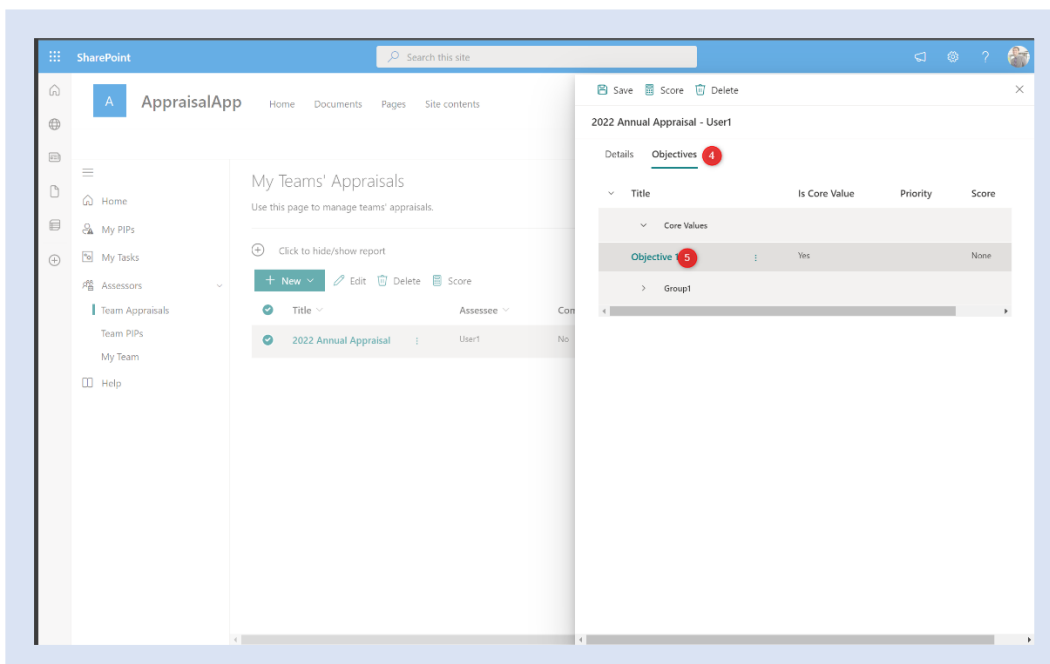 SharePoint
Search this site
?
A
AppraisalApp
Home Documents Pages Site contents
Home
My PIPs
My Tasks
Assessors
Team Appraisals
Team PIPs
My Team
Help
My Teams' Appraisals
Use this page to manage teams' appraisals.
Click to hide/show report
New Edit Delete Score
Title Assessee Com
2022 Annual Appraisal User1 No
Save Score Delete
2022 Annual Appraisal - User1
Details Objectives 4
Title Is Core Value Priority Score
Core Values
Objective 5 Yes None
Group1